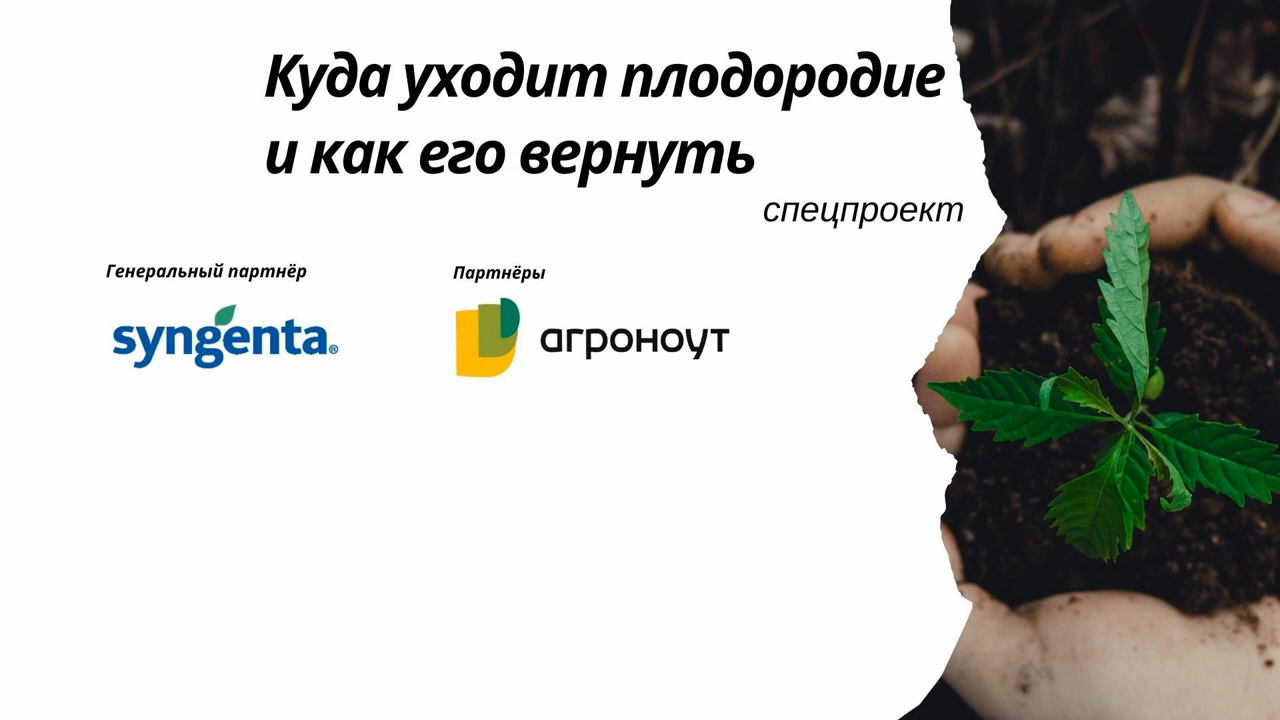 Куда уходит плодородие
и как его вернуть
спецпроект
Генеральный партнёр
Партнёры
syngenta®
агроноут